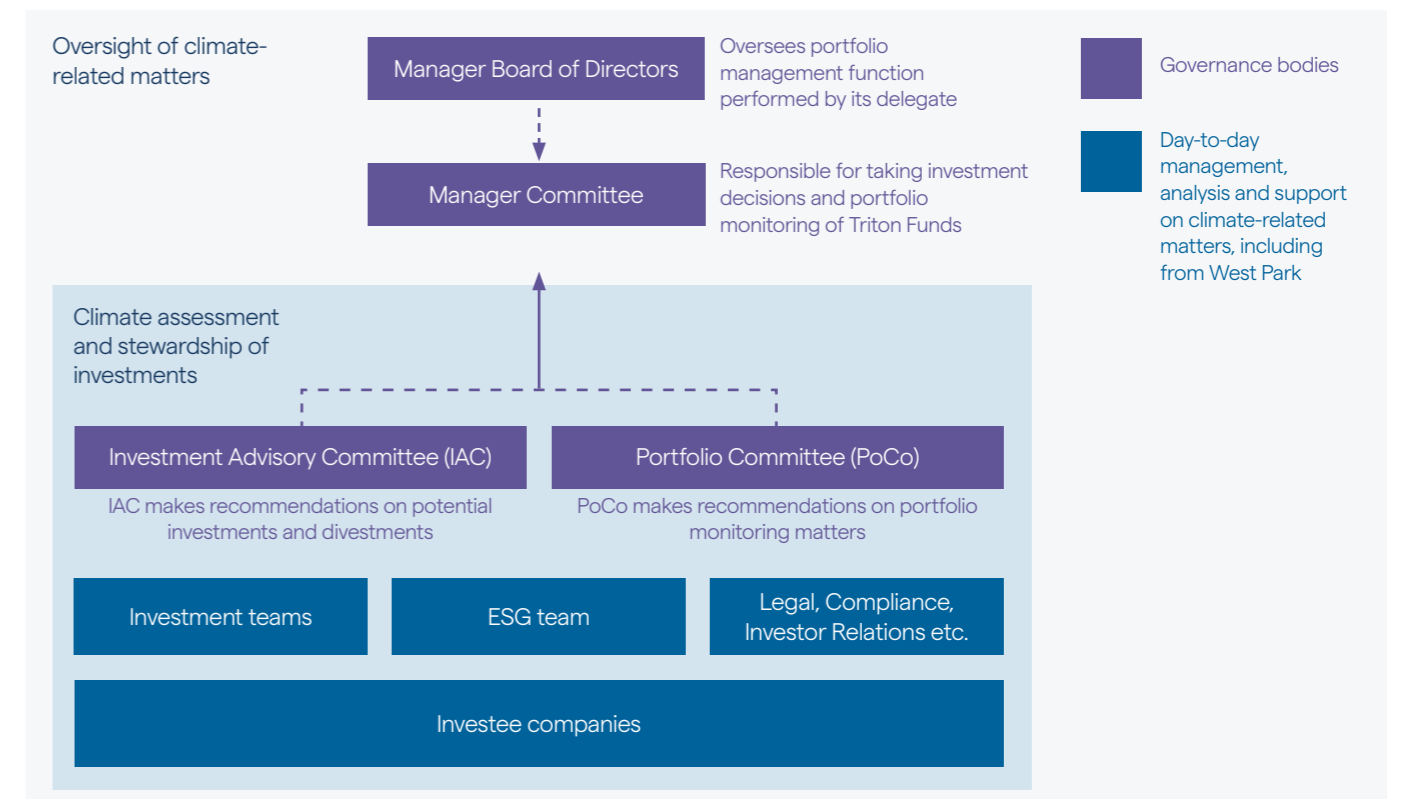 Oversight of climate-
related matters
Manager Board of Directors
Oversees portfolio
management function
performed by its delegate
Governance bodies
Manager Committee
Responsible for taking investment
decisions and portfolio
monitoring of Triton Funds
Day-to-day
management,
analysis and support
on climate-related
matters, including
from West Park
Climate assessment
and stewardship of
investments
Investment Advisory Committee (IAC)
IAC makes recommendations on potential
investments and divestments
Portfolio Committee (PoCo)
PoCo makes recommendations on portfolio
monitoring matters
Investment teams
ESG team
Legal, Compliance,
Investor Relations etc.
Investee companies